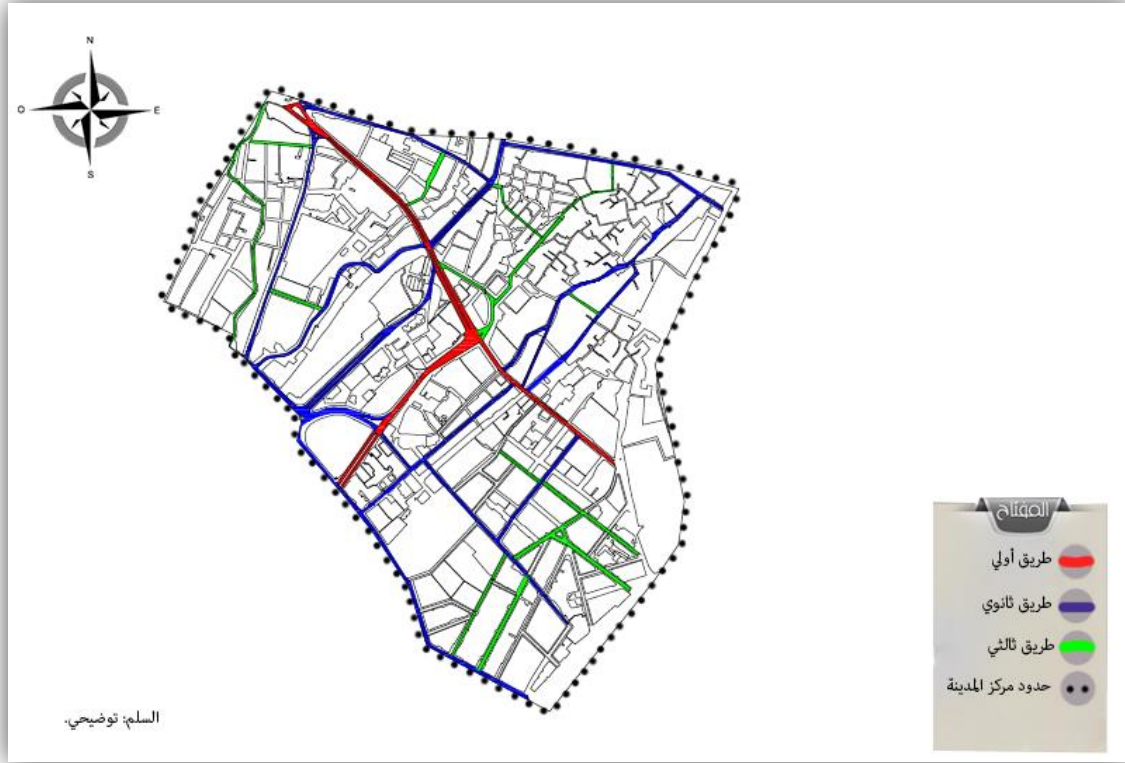 N
O
E
S
المفتاح
طريق أولي
طريق ثانوي
طريق ثالثي
حدود مركز المدينة
السلم: توضيحي.